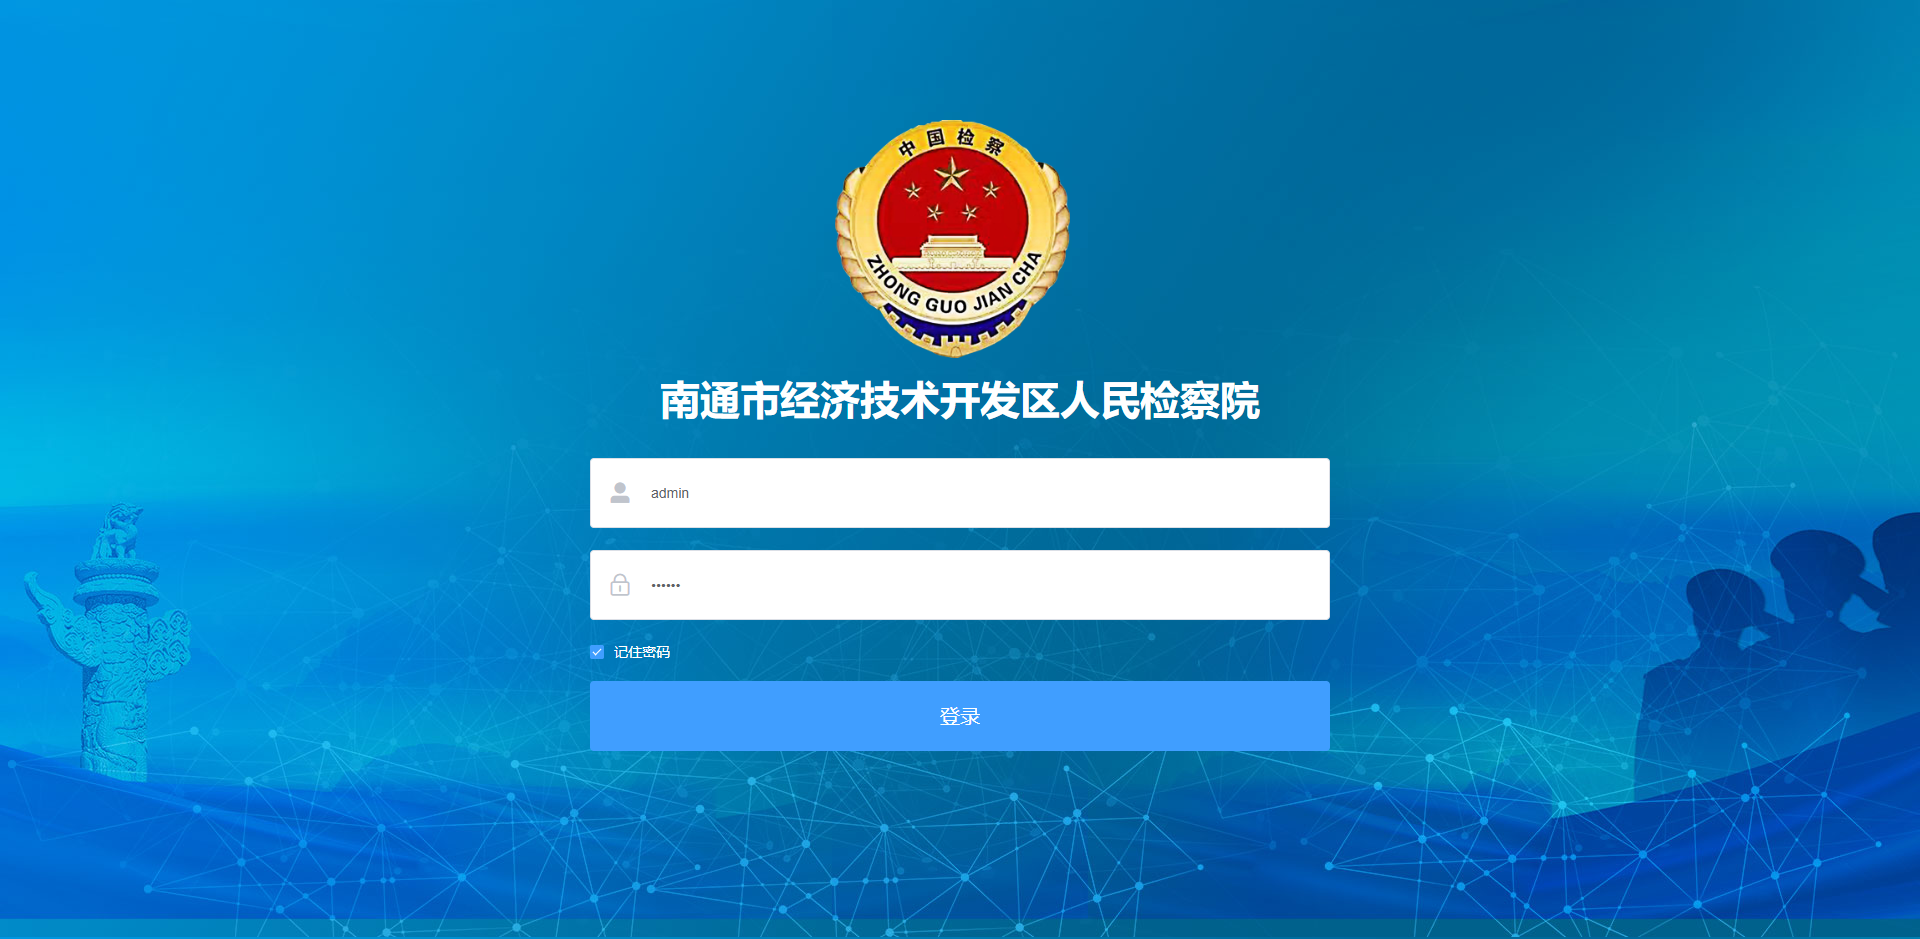 中国检察
ZHONG GUO JIAN CHA
南通市经济技术开发区人民检察院
admin
••••••
记住密码
登录